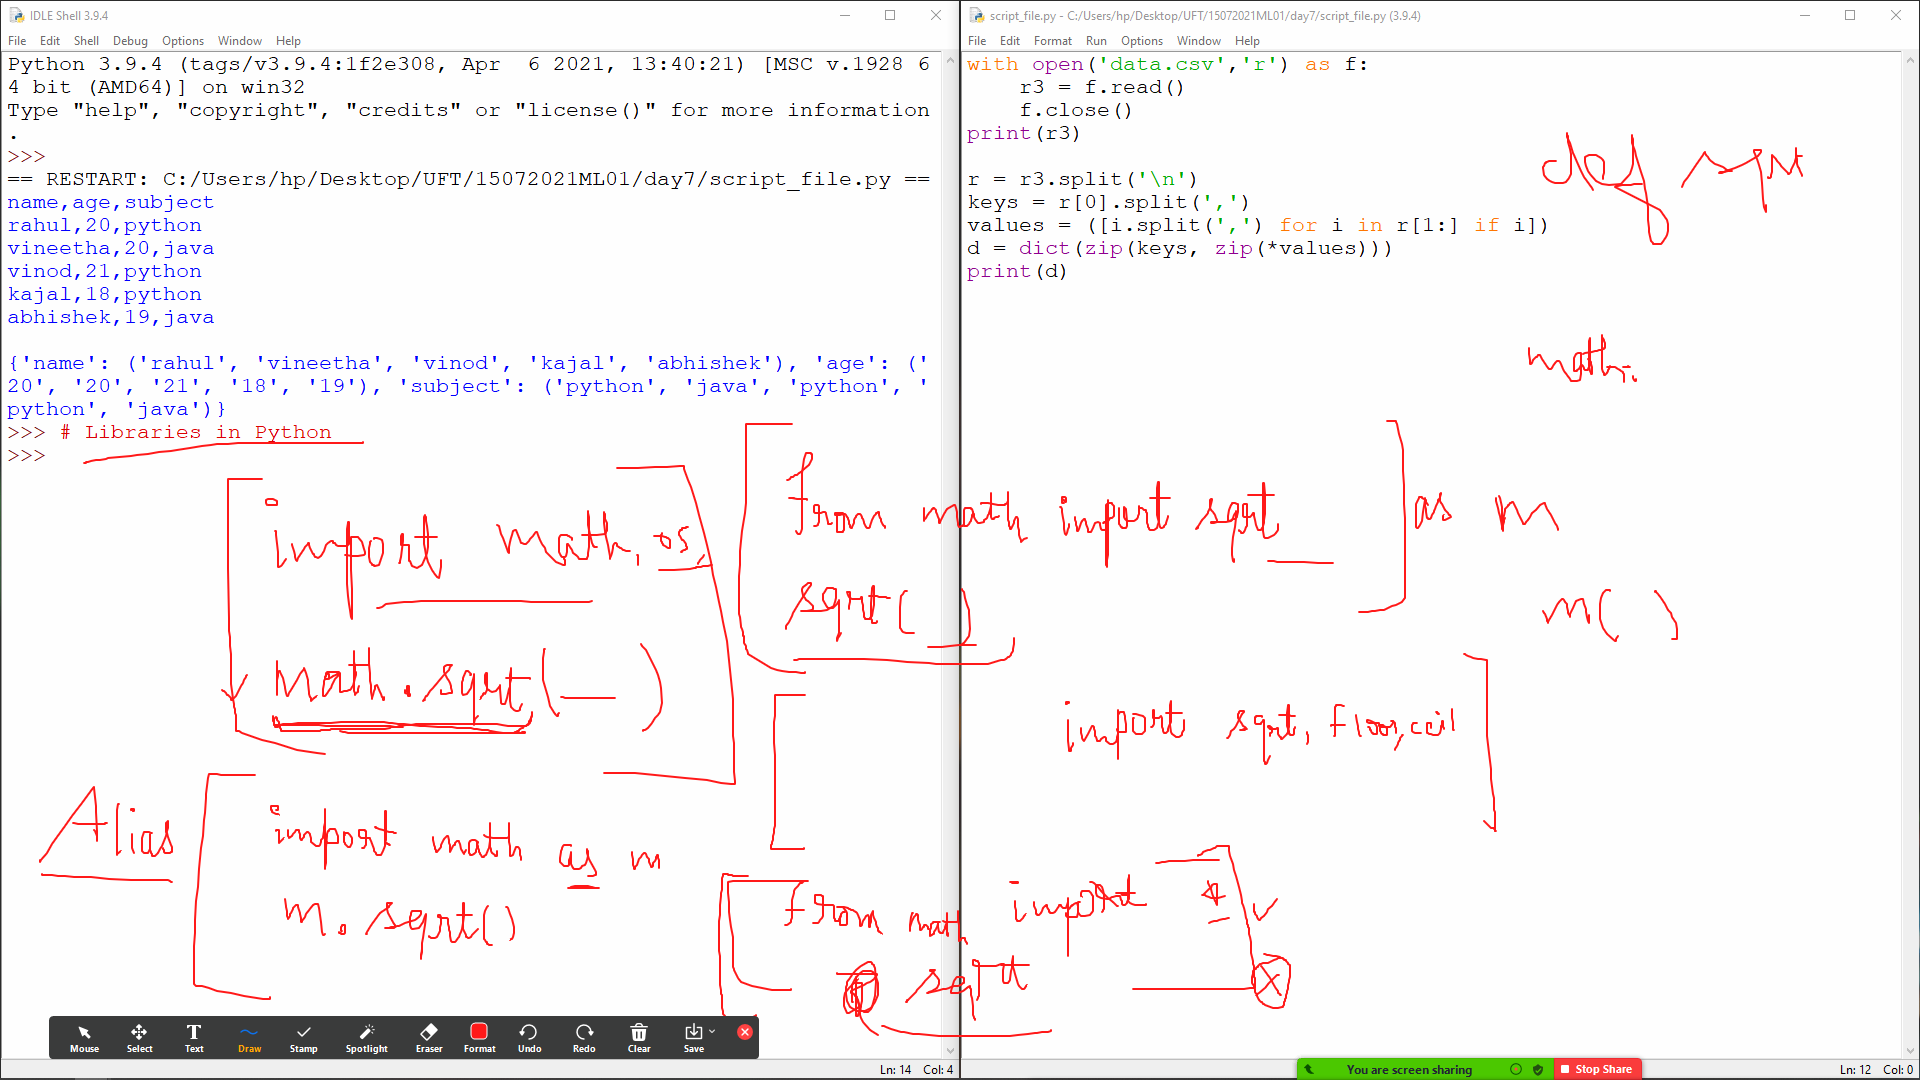 IDLE Shell 3.9.4
File Edit Shell Debug Options Window Help
Python 3.9.4 (tags/v3.9.4:1f2e308, Apr  6 2021, 13:40:21) [MSC v.1928 6
4 bit (AMD64)] on win32
Type "help", "copyright", "credits" or "license()" for more information
.
>>>
== RESTART: C:/Users/hp/Desktop/UFT/15072021ML01/day7/script_file.py ==
name,age,subject
rahul,20,python
vineetha,20,java
vinod,21,python
kajal,18,python
abhishek,19,java
{'name': ('rahul', 'vineetha', 'vinod', 'kajal', 'abhishek'), 'age': ('
20', '20', '21', '18', '19'), 'subject': ('python', 'java', 'python', '
python', 'java')}
>>> # Libraries in Python
>>>
import math, os,
math.sqrt( )
Alias
import math as m
m.sqrt()
script_file.py - C:/Users/hp/Desktop/UFT/15072021ML01/day7/script_file.py (3.9.4)
File Edit Format Run Options Window Help
with open('data.csv','r') as f:
    r3 = f.read()
    f.close()
print(r3)
r = r3.split('\n')
keys = r[0].split(',')
values = ([i.split(',') for i in r[1:] if i])
d = dict(zip(keys, zip(*values)))
print(d)
def sqrt
math.
from math import sqrt as m
sqrt( )
m( )
import sqrt, floor, ceil
from math import *
sqrt
Mouse Select Text Draw Stamp Spotlight Eraser Format Undo Redo Clear Save
Ln: 14 Col: 4
You are screen sharing Stop Share
Ln: 12 Col: 0